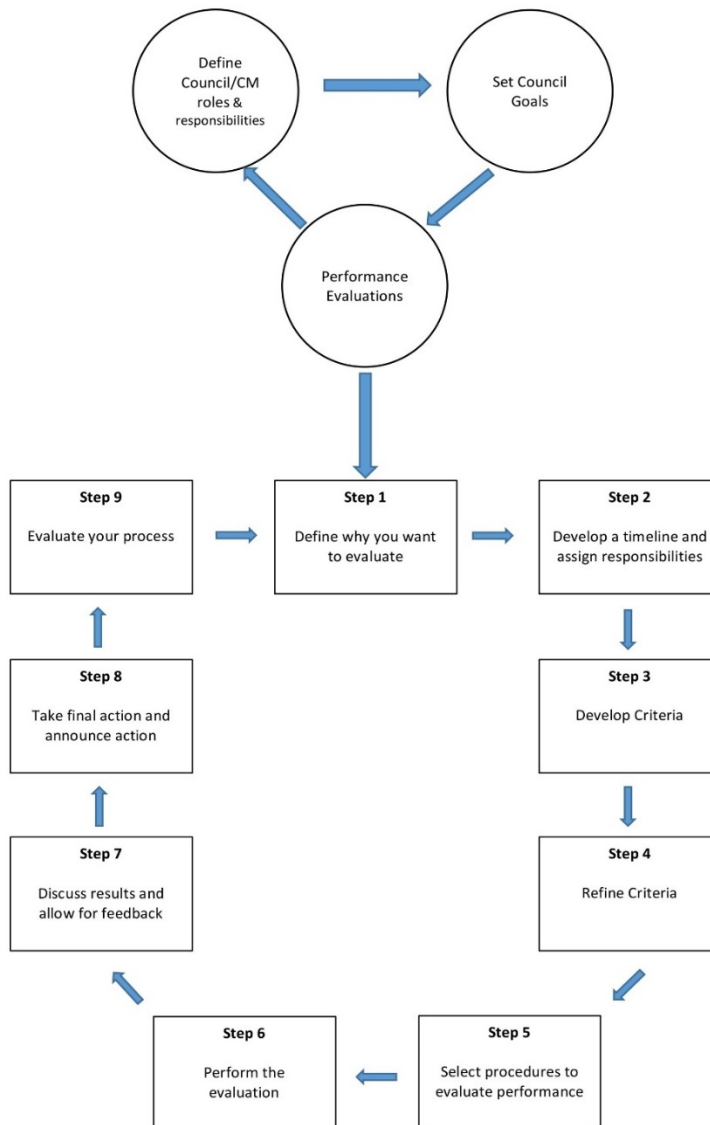 Define
Council/CM
roles &
responsibilities
Set Council
Goals
Performance
Evaluations
Step 9
Evaluate your process
Step 1
Define why you want
to evaluate
Step 2
Develop a timeline and
assign responsibilities
Step 8
Take final action and
announce action
Step 3
Develop Criteria
Step 7
Discuss results and
allow for feedback
Step 4
Refine Criteria
Step 6
Perform the
evaluation
Step 5
Select procedures to
evaluate performance